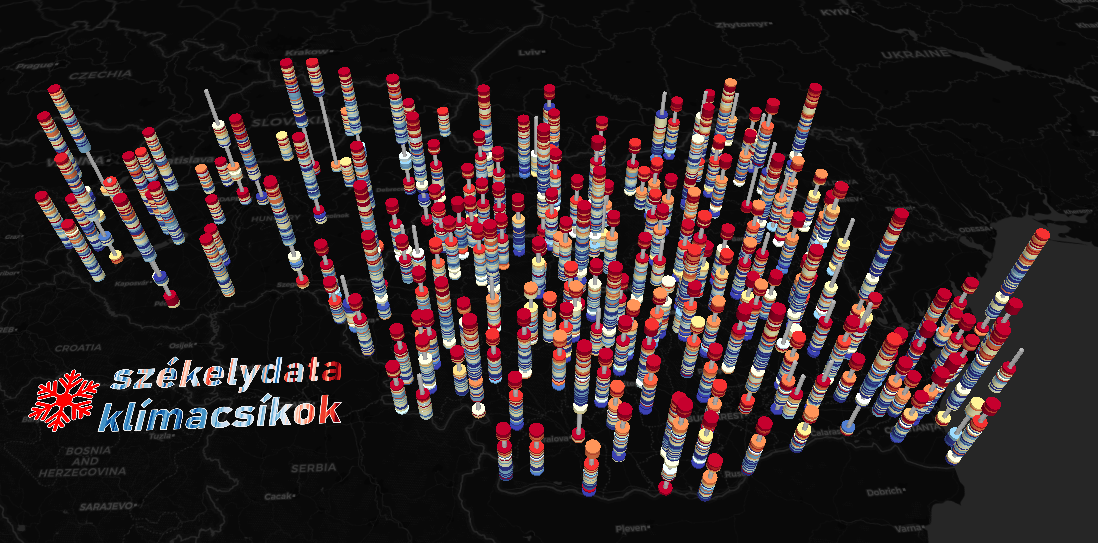 KYIV
Zhytomyr
Krakow
Lviv
UKRAINE
Prague
CZECHIA
SLOVAKIA
ODESSA
HUNGARY
CROATIA
Osijek
székelydata
klímacsíkok
Tuzla
BOSNIA
AND
HERZEGOVINA
SERBIA
SARAJEVO
Cacak
Dobrich
Pleven
Varna